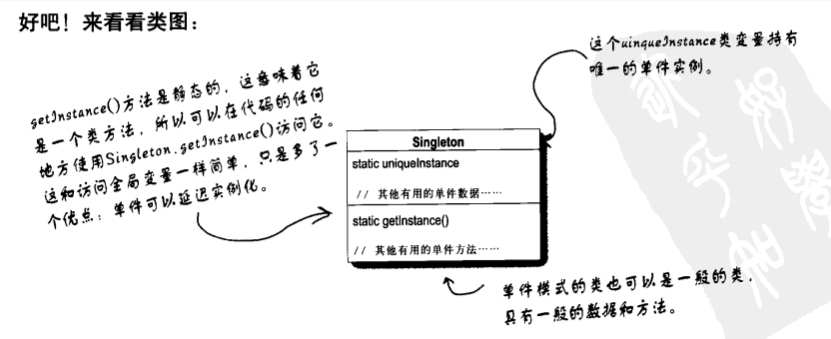 好吧！来看看类图：
这个uinqueInstance类变量持有
唯一的单件实例。
getInstance()方法是静态的，这意味着它
是一个类方法，所以可以在代码的任何
地方使用Singleton.getInstance()访问它。
这和访问全局变量一样简单，只是多了一
个优点：单件可以延迟实例化。
Singleton
static uniqueInstance
// 其他有用的单件数据……
static getInstance()
// 其他有用的单件方法……
单件模式的类也可以是一般的类，
具有一般的数据和方法。